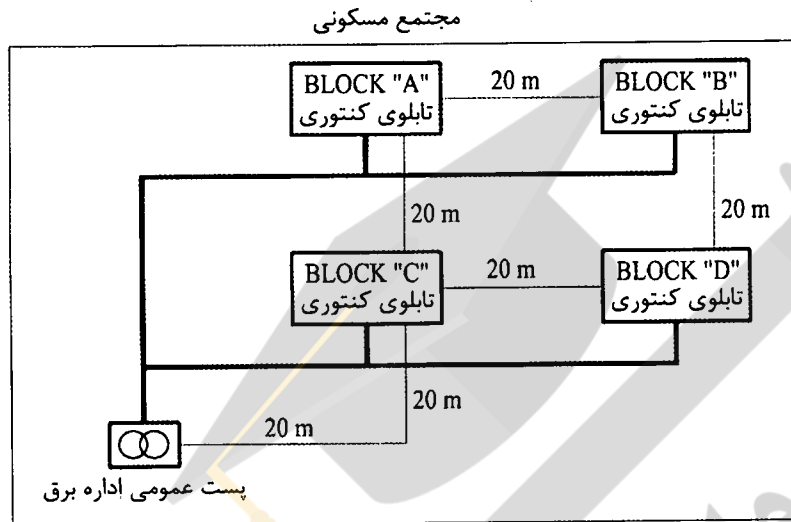 مجتمع مسکونی
BLOCK "A"
تابلوی کنتوری
20 m
BLOCK "B"
تابلوی کنتوری
20 m
20 m
BLOCK "C"
تابلوی کنتوری
20 m
BLOCK "D"
تابلوی کنتوری
20 m
20 m
پست عمومی اداره برق